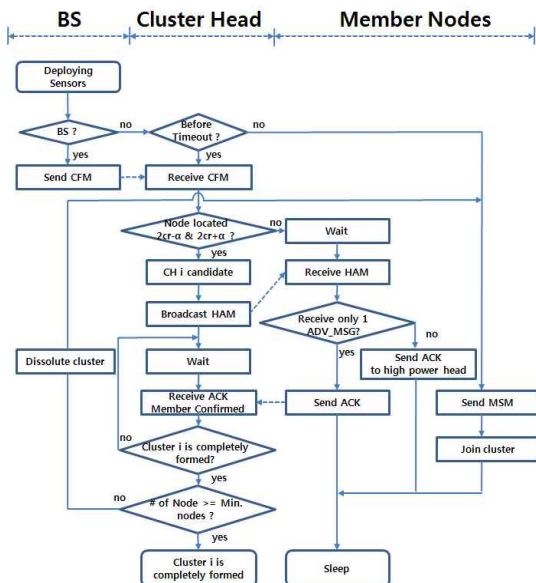 BS Cluster Head Member Nodes
Deploying
Sensors
BS ?
no
Before
Timeout ?
no
yes
yes
Send CFM
Receive CFM
Node located
2cr-α & 2cr+α ?
no
Wait
yes
CH i candidate
Receive HAM
Broadcast HAM
Receive only 1
ADV_MSG?
no
yes
Dissolute cluster
Wait
Send ACK
to high power head
Receive ACK
Member Confirmed
Send ACK
Send MSM
no
Cluster i is completely
formed?
Join cluster
yes
no
# of Node >= Min.
nodes ?
yes
Cluster i is
completely formed
Sleep